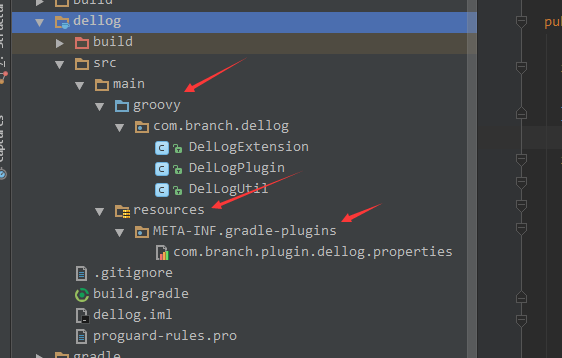 build
dellog
build
src
main
groovy
com.branch.dellog
DelLogExtension
DelLogPlugin
DelLogUtil
resources
META-INF.gradle-plugins
com.branch.plugin.dellog.properties
.gitignore
build.gradle
dellog.iml
proguard-rules.pro
gradle
pu